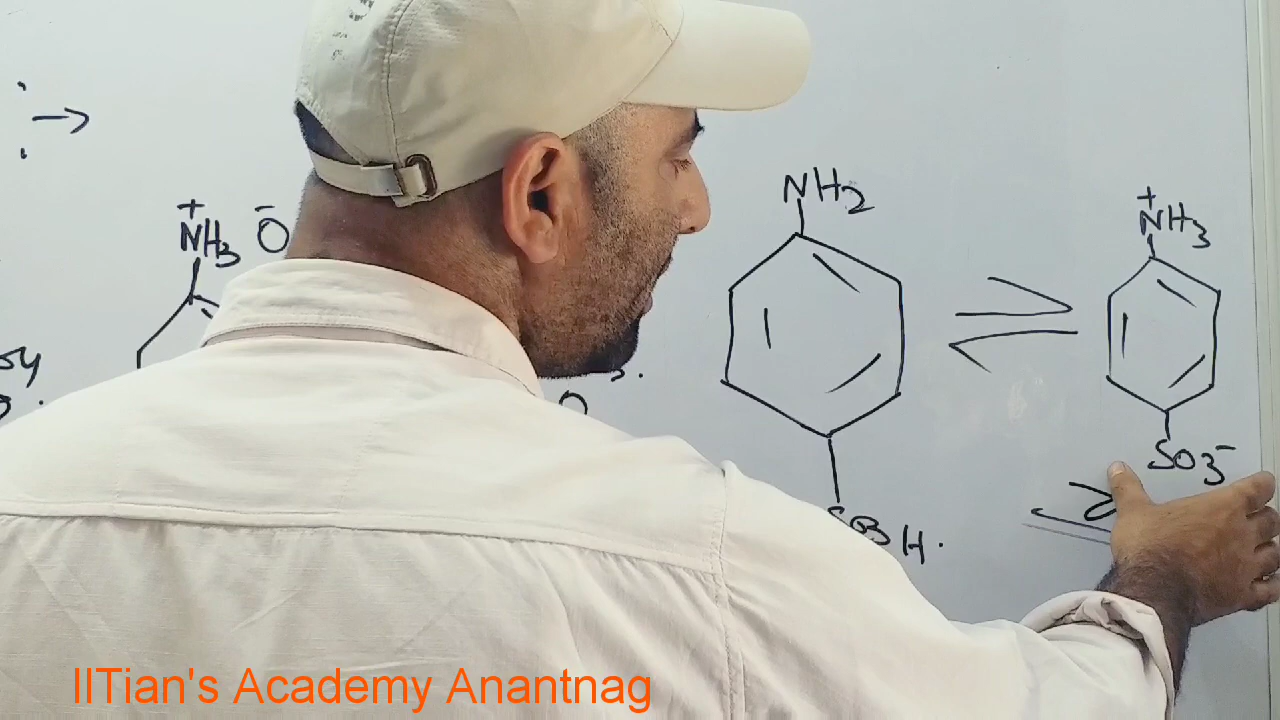 →
+
NH3 Ō
NH2
+
NH3
SO3⁻
SO3H.
IITian's Academy Anantnag